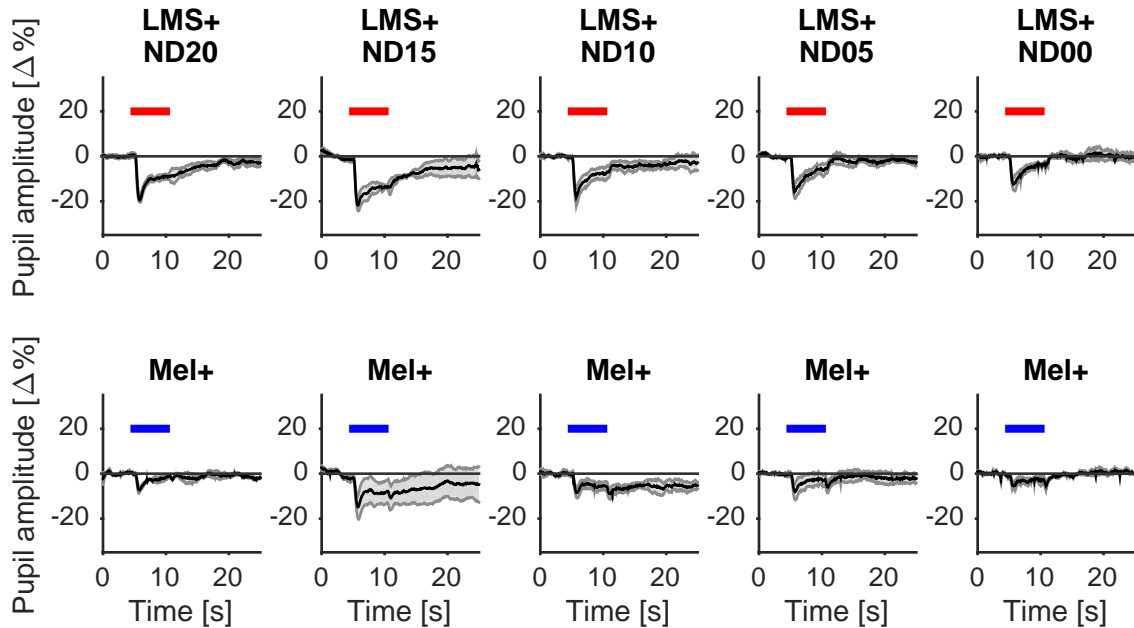 LMS+ LMS+ LMS+ LMS+ LMS+
ND20 ND15 ND10 ND05 ND00
Pupil amplitude [Δ%]
20 20 20 20 20
0 0 0 0 0
-20 -20 -20 -20 -20
0 10 20 0 10 20 0 10 20 0 10 20 0 10 20
Mel+ Mel+ Mel+ Mel+ Mel+
Pupil amplitude [Δ%]
20 20 20 20 20
0 0 0 0 0
-20 -20 -20 -20 -20
0 10 20 0 10 20 0 10 20 0 10 20 0 10 20
Time [s] Time [s] Time [s] Time [s] Time [s]